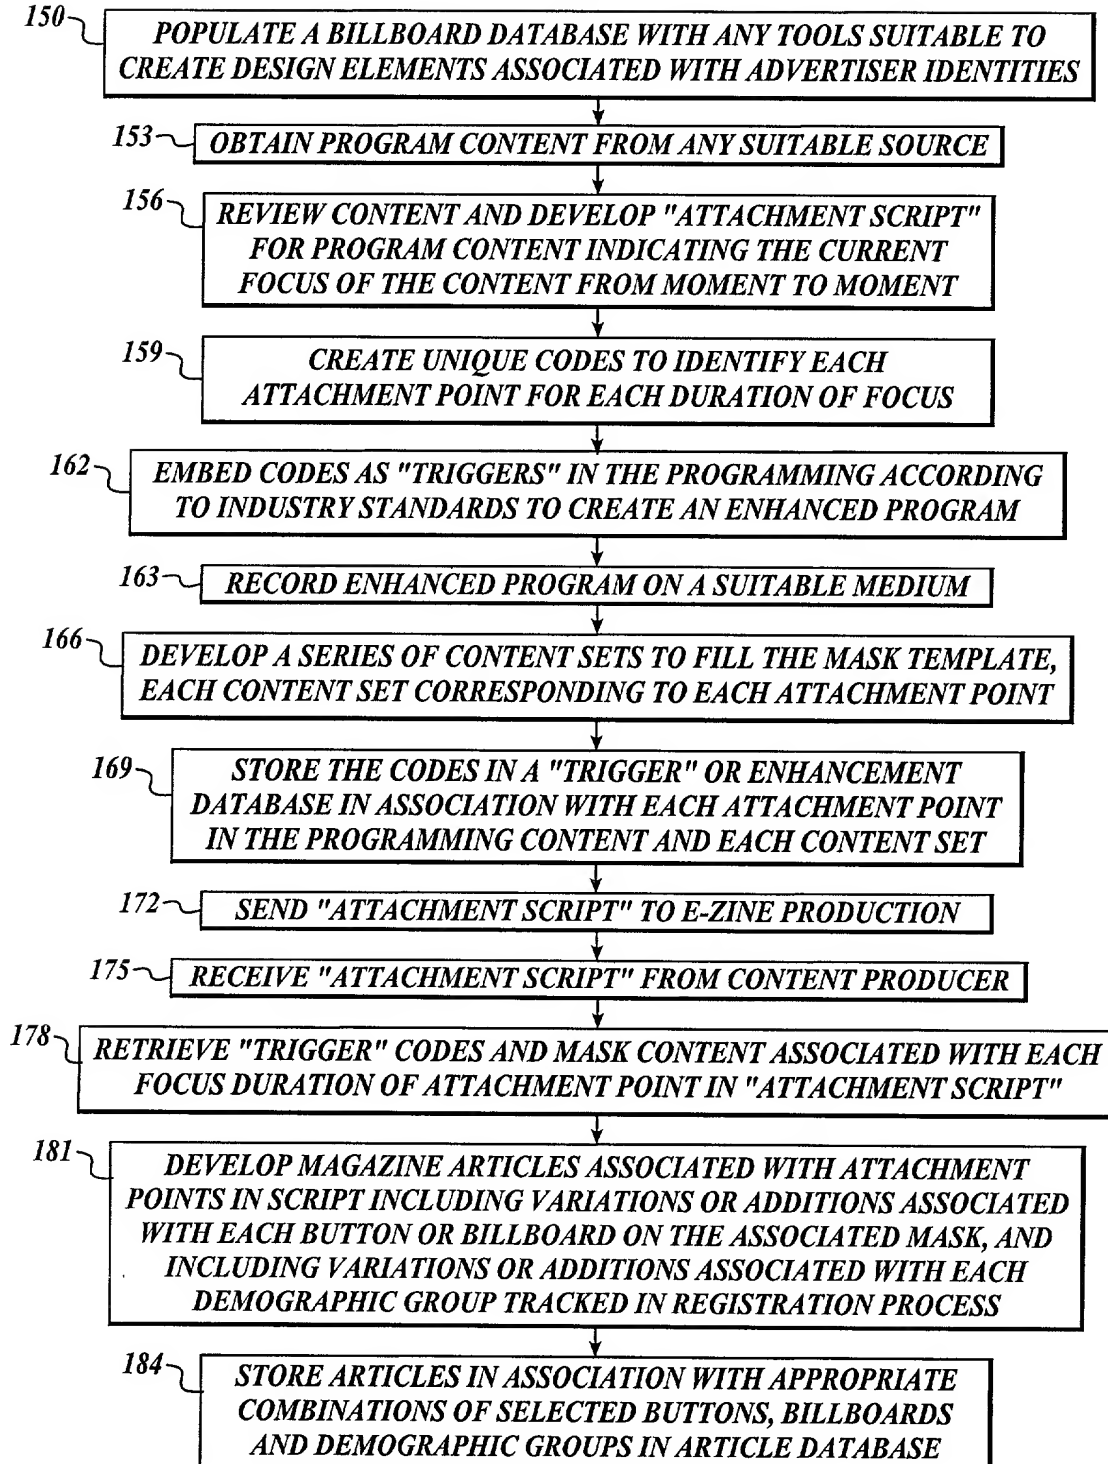 150
POPULATE A BILLBOARD DATABASE WITH ANY TOOLS SUITABLE TO
CREATE DESIGN ELEMENTS ASSOCIATED WITH ADVERTISER IDENTITIES
153
OBTAIN PROGRAM CONTENT FROM ANY SUITABLE SOURCE
156
REVIEW CONTENT AND DEVELOP "ATTACHMENT SCRIPT"
FOR PROGRAM CONTENT INDICATING THE CURRENT
FOCUS OF THE CONTENT FROM MOMENT TO MOMENT
159
CREATE UNIQUE CODES TO IDENTIFY EACH
ATTACHMENT POINT FOR EACH DURATION OF FOCUS
162
EMBED CODES AS "TRIGGERS" IN THE PROGRAMMING ACCORDING
TO INDUSTRY STANDARDS TO CREATE AN ENHANCED PROGRAM
163
RECORD ENHANCED PROGRAM ON A SUITABLE MEDIUM
166
DEVELOP A SERIES OF CONTENT SETS TO FILL THE MASK TEMPLATE,
EACH CONTENT SET CORRESPONDING TO EACH ATTACHMENT POINT
169
STORE THE CODES IN A "TRIGGER" OR ENHANCEMENT
DATABASE IN ASSOCIATION WITH EACH ATTACHMENT POINT
IN THE PROGRAMMING CONTENT AND EACH CONTENT SET
172
SEND "ATTACHMENT SCRIPT" TO E-ZINE PRODUCTION
175
RECEIVE "ATTACHMENT SCRIPT" FROM CONTENT PRODUCER
178
RETRIEVE "TRIGGER" CODES AND MASK CONTENT ASSOCIATED WITH EACH
FOCUS DURATION OF ATTACHMENT POINT IN "ATTACHMENT SCRIPT"
181
DEVELOP MAGAZINE ARTICLES ASSOCIATED WITH ATTACHMENT
POINTS IN SCRIPT INCLUDING VARIATIONS OR ADDITIONS ASSOCIATED
WITH EACH BUTTON OR BILLBOARD ON THE ASSOCIATED MASK, AND
INCLUDING VARIATIONS OR ADDITIONS ASSOCIATED WITH EACH
DEMOGRAPHIC GROUP TRACKED IN REGISTRATION PROCESS
184
STORE ARTICLES IN ASSOCIATION WITH APPROPRIATE
COMBINATIONS OF SELECTED BUTTONS, BILLBOARDS
AND DEMOGRAPHIC GROUPS IN ARTICLE DATABASE